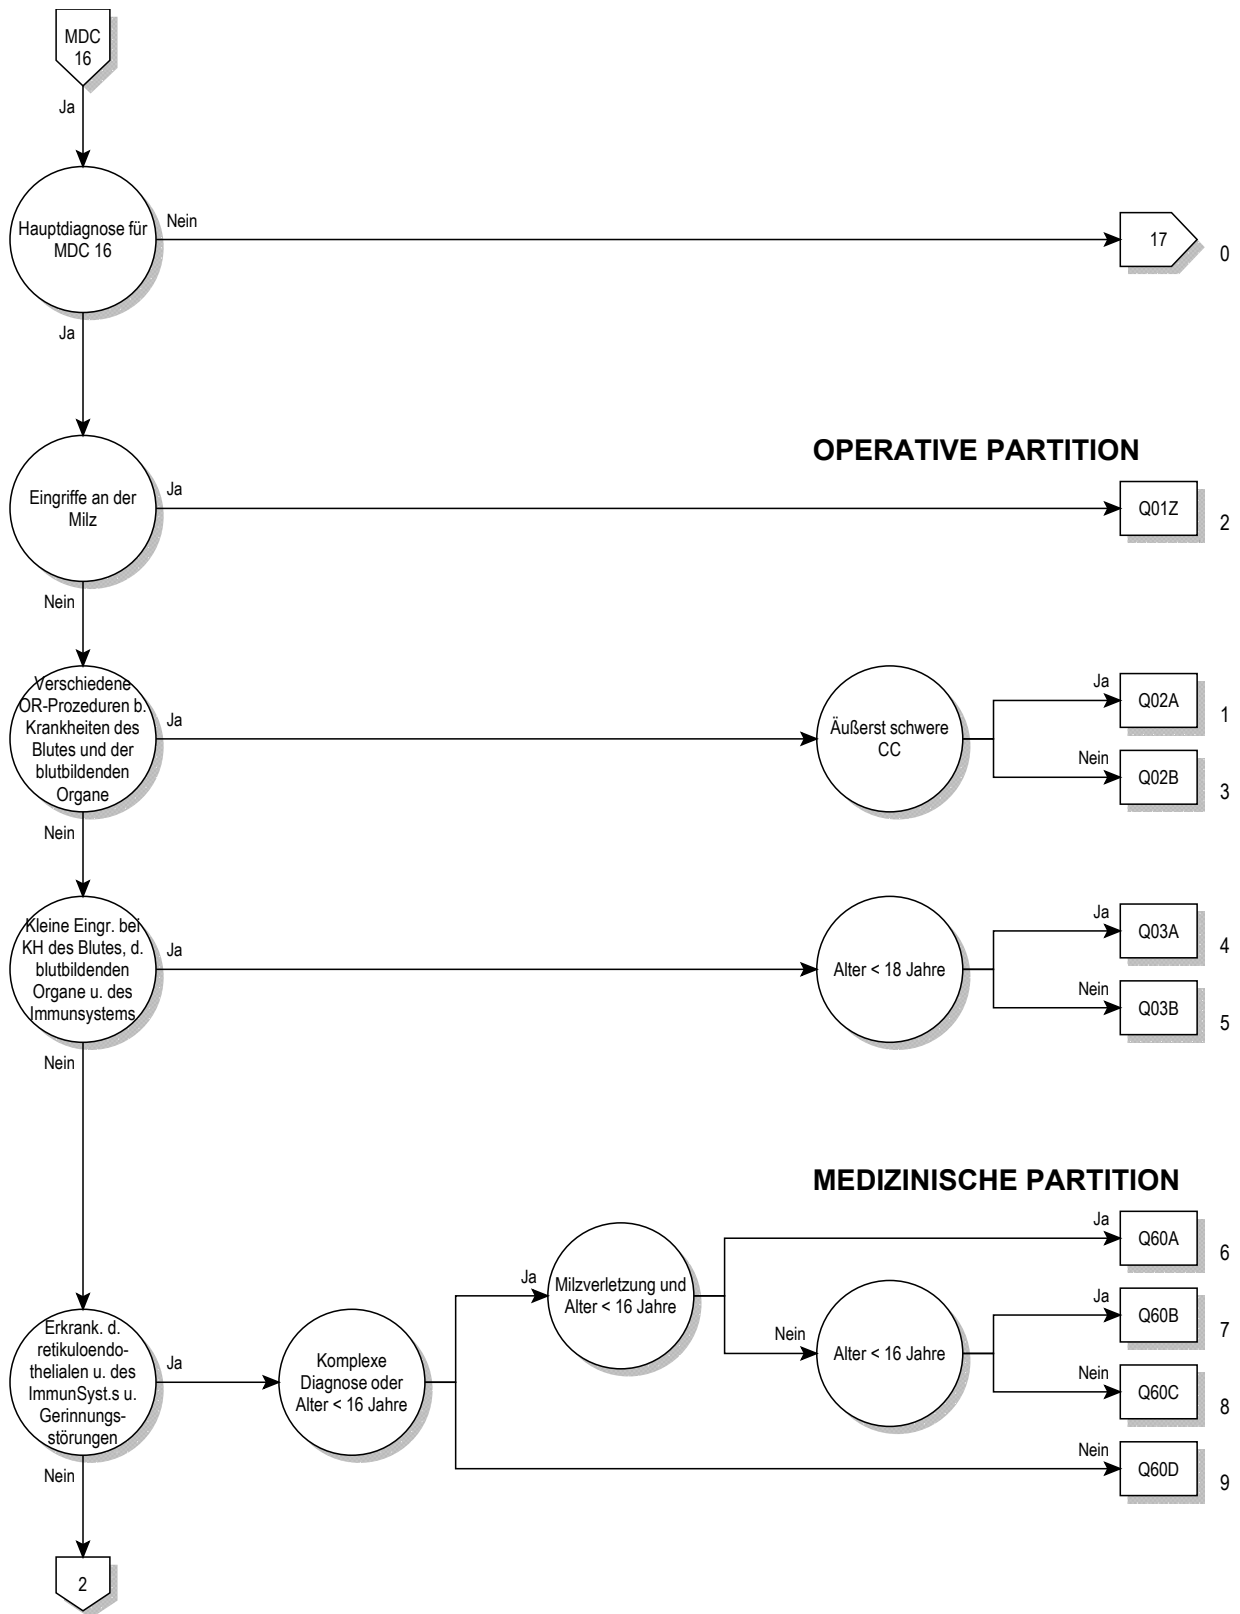 MDC
16
Ja
Hauptdiagnose für
MDC 16
Nein
17
0
Ja
OPERATIVE PARTITION
Eingriffe an der
Milz
Ja
Q01Z
2
Nein
Verschiedene
OR-Prozeduren b.
Krankheiten des
Blutes und der
blutbildenden
Organe
Ja
Äußerst schwere
CC
Ja
Q02A
1
Nein
Q02B
3
Nein
Kleine Eingr. bei
KH des Blutes, d.
blutbildenden
Organe u. des
Immunsystems
Ja
Alter < 18 Jahre
Ja
Q03A
4
Nein
Q03B
5
Nein
MEDIZINISCHE PARTITION
Erkrank. d.
retikuloendo-
thelialen u. des
ImmunSyst.s u.
Gerinnungs-
störungen
Ja
Komplexe
Diagnose oder
Alter < 16 Jahre
Ja
Milzverletzung und
Alter < 16 Jahre
Ja
Q60A
6
Nein
Alter < 16 Jahre
Ja
Q60B
7
Nein
Q60C
8
Nein
Q60D
9
Nein
2